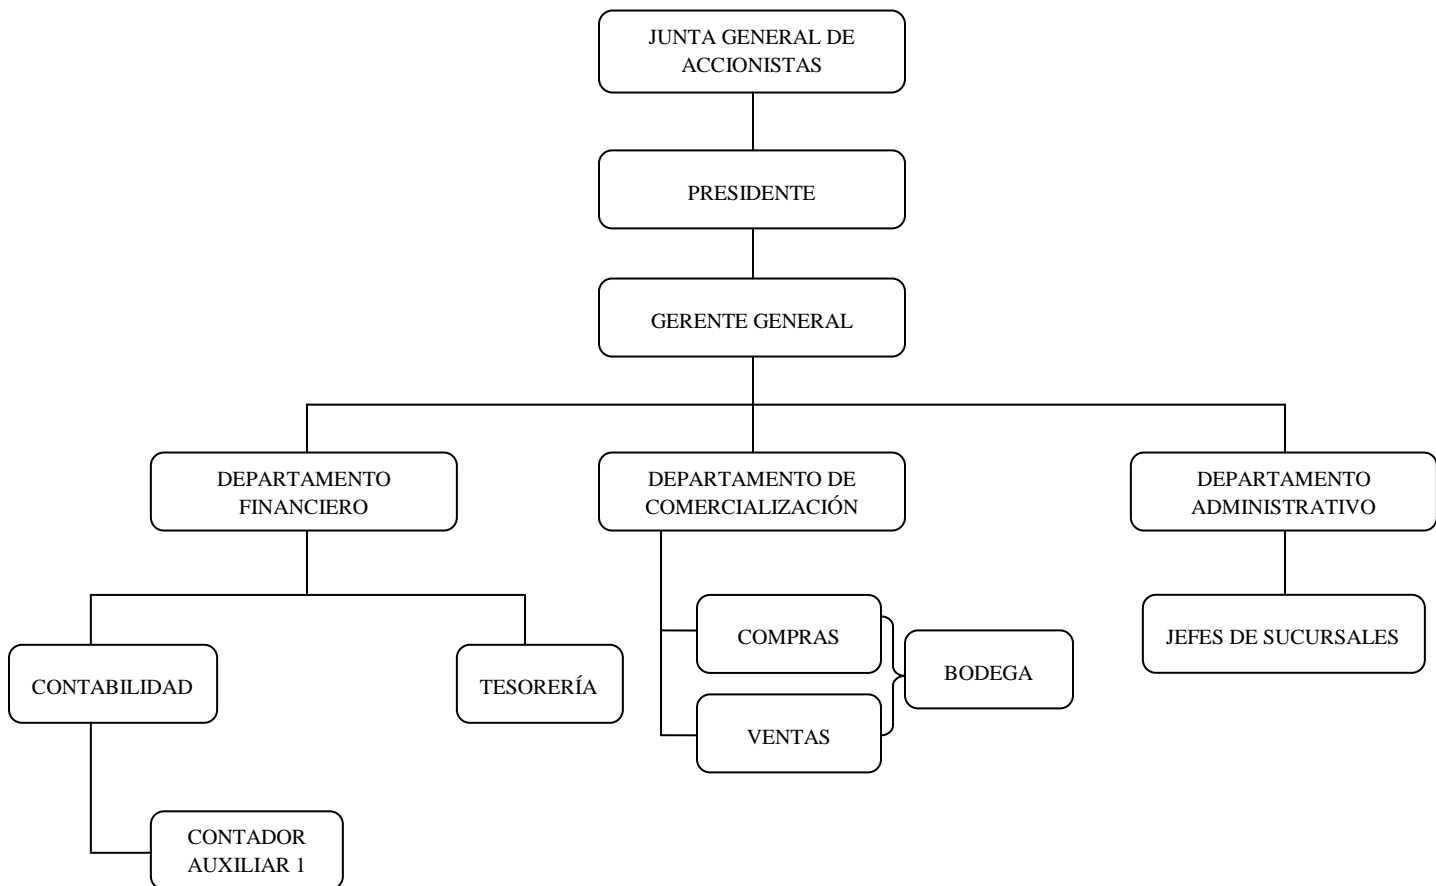 JUNTA GENERAL DE
ACCIONISTAS
PRESIDENTE
GERENTE GENERAL
DEPARTAMENTO
FINANCIERO
DEPARTAMENTO DE
COMERCIALIZACIÓN
DEPARTAMENTO
ADMINISTRATIVO
CONTABILIDAD
TESORERÍA
COMPRAS
VENTAS
BODEGA
JEFES DE SUCURSALES
CONTADOR
AUXILIAR 1